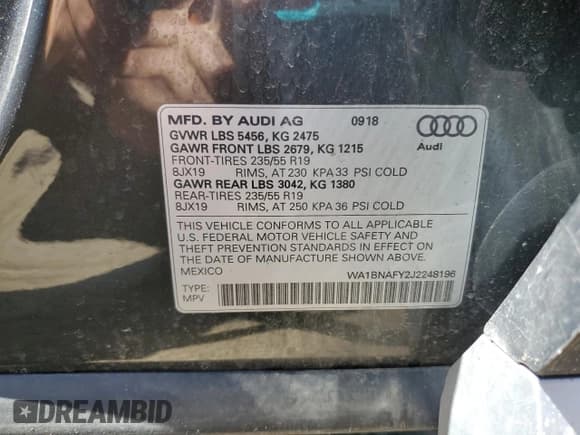 MFD. BY AUDI AG 0918
GVWR LBS 5456, KG 2475
GAWR FRONT LBS 2679, KG 1215
FRONT-TIRES 235/55 R19
8JX19 RIMS, AT 230 KPA 33 PSI COLD
GAWR REAR LBS 3042, KG 1380
REAR-TIRES 235/55 R19
8JX19 RIMS, AT 250 KPA 36 PSI COLD
Audi
THIS VEHICLE CONFORMS TO ALL APPLICABLE
U.S. FEDERAL MOTOR VEHICLE SAFETY AND
THEFT PREVENTION STANDARDS IN EFFECT ON
THE DATE OF MANUFACTURE SHOWN ABOVE.
MEXICO WA1BNAFY2J2248196
TYPE:
MPV
DREAMBID